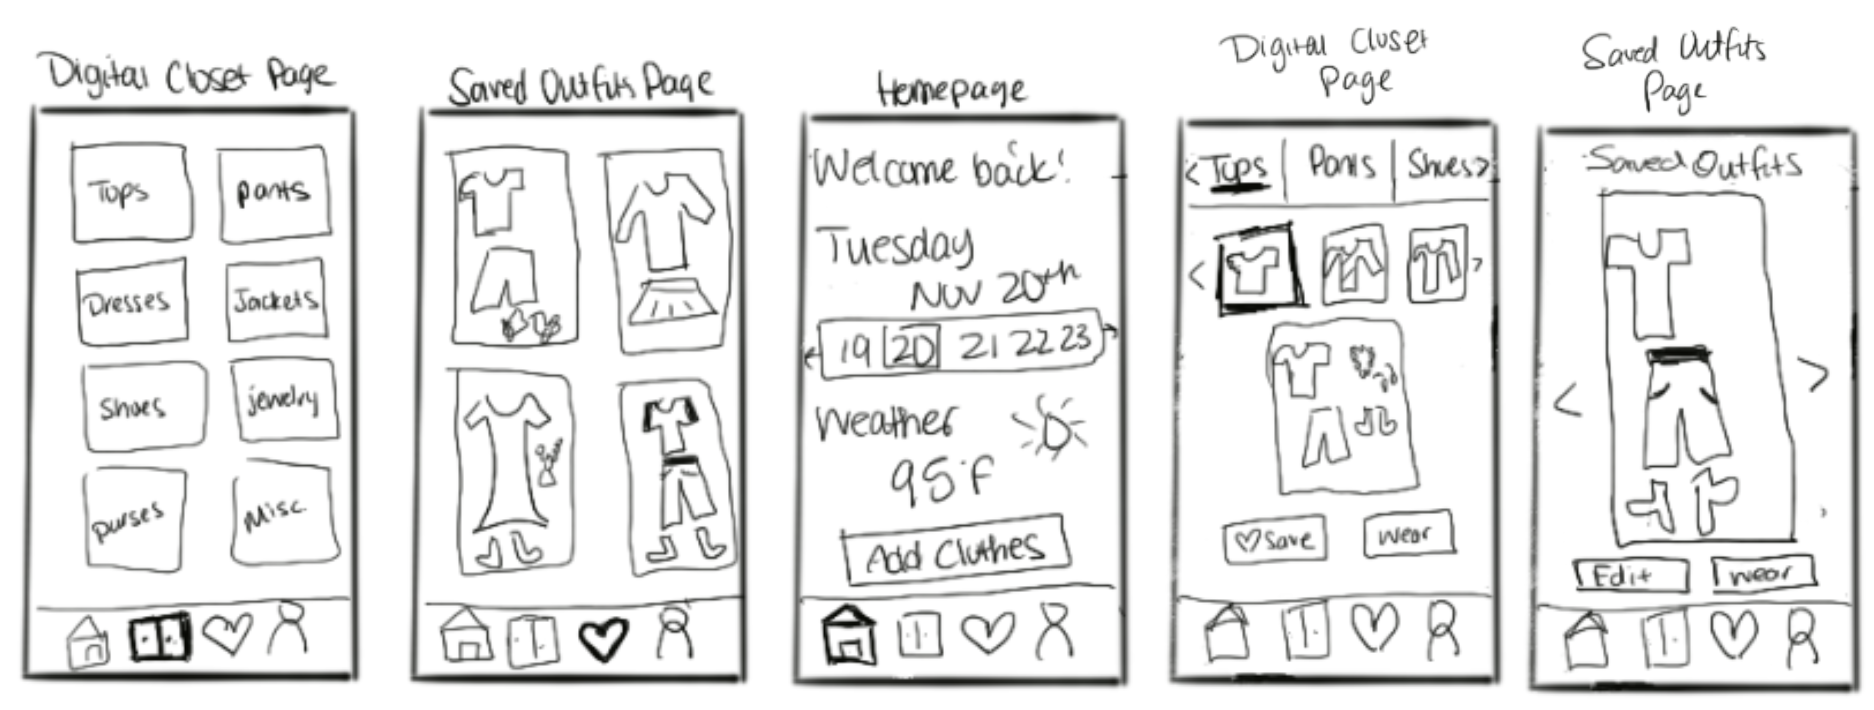 Digital Closet Page
Tops
Pants
Dresses
Jackets
Shoes
jewelry
purses
Misc.
Saved Outfits Page
Homepage
Welcome back!
Tuesday
Nov 20th
19 20 21 22 23
Weather
95°F
Add Clothes
Digital Closet
Page
< Tops | Pants | Shoes >
< >
♡ Save
wear
Saved Outfits
Page
Saved Outfits
< >
Edit
wear